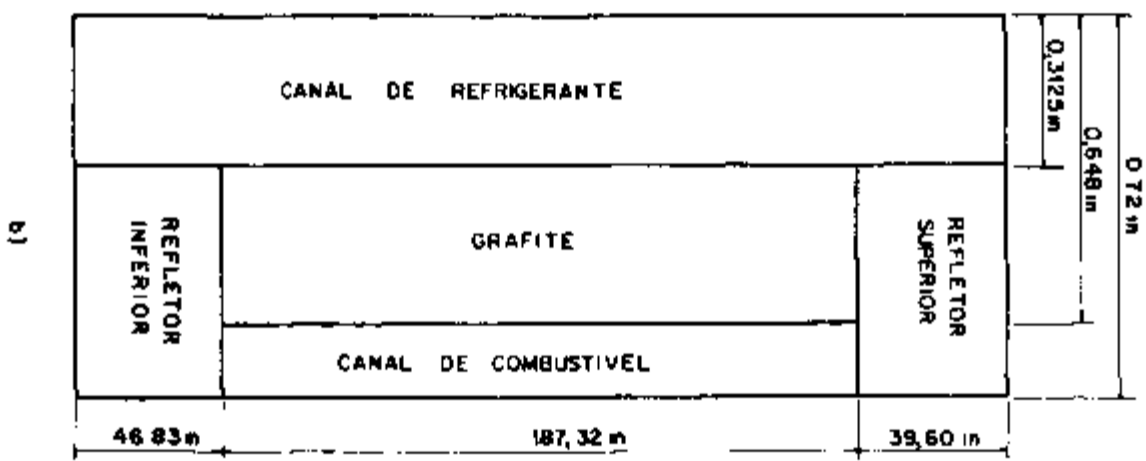 CANAL DE REFRIGERANTE
0,3125 in
0,648 in
0 72 in
REFLETOR
INFERIOR
GRAFITE
REFLETOR
SUPERIOR
CANAL DE COMBUSTIVEL
46 83 in
187,32 in
39,60 in
b)